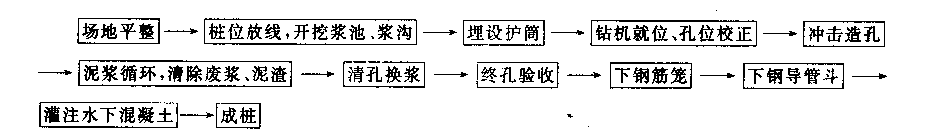 场地平整 → 桩位放线,开挖浆池、浆沟 → 埋设护筒 → 钻机就位、孔位校正 → 冲击造孔
→ 泥浆循环,清除废浆、泥渣 → 清孔换浆 → 终孔验收 → 下钢筋笼 → 下钢导管斗 →
灌注水下混凝土 → 成桩